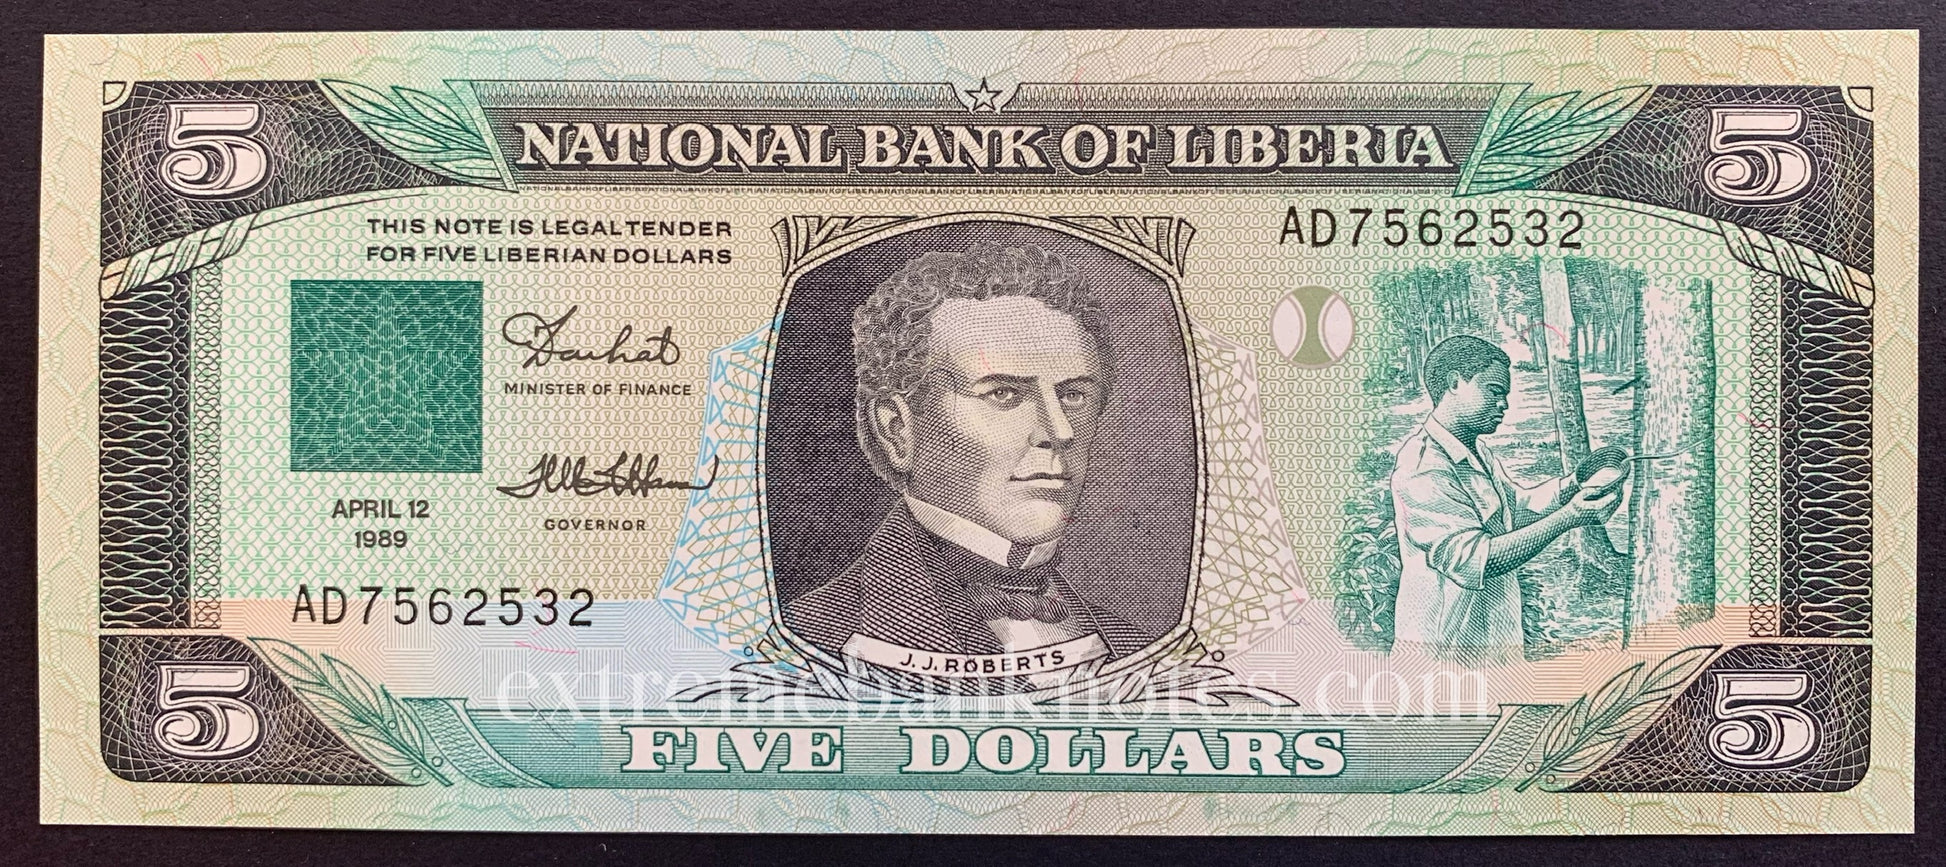 5
NATIONAL BANK OF LIBERIA
5
THIS NOTE IS LEGAL TENDER
FOR FIVE LIBERIAN DOLLARS
AD7562532
MINISTER OF FINANCE
APRIL 12
1989
GOVERNOR
AD7562532
J. J. ROBERTS
extremebanknotes.com
5
FIVE DOLLARS
5